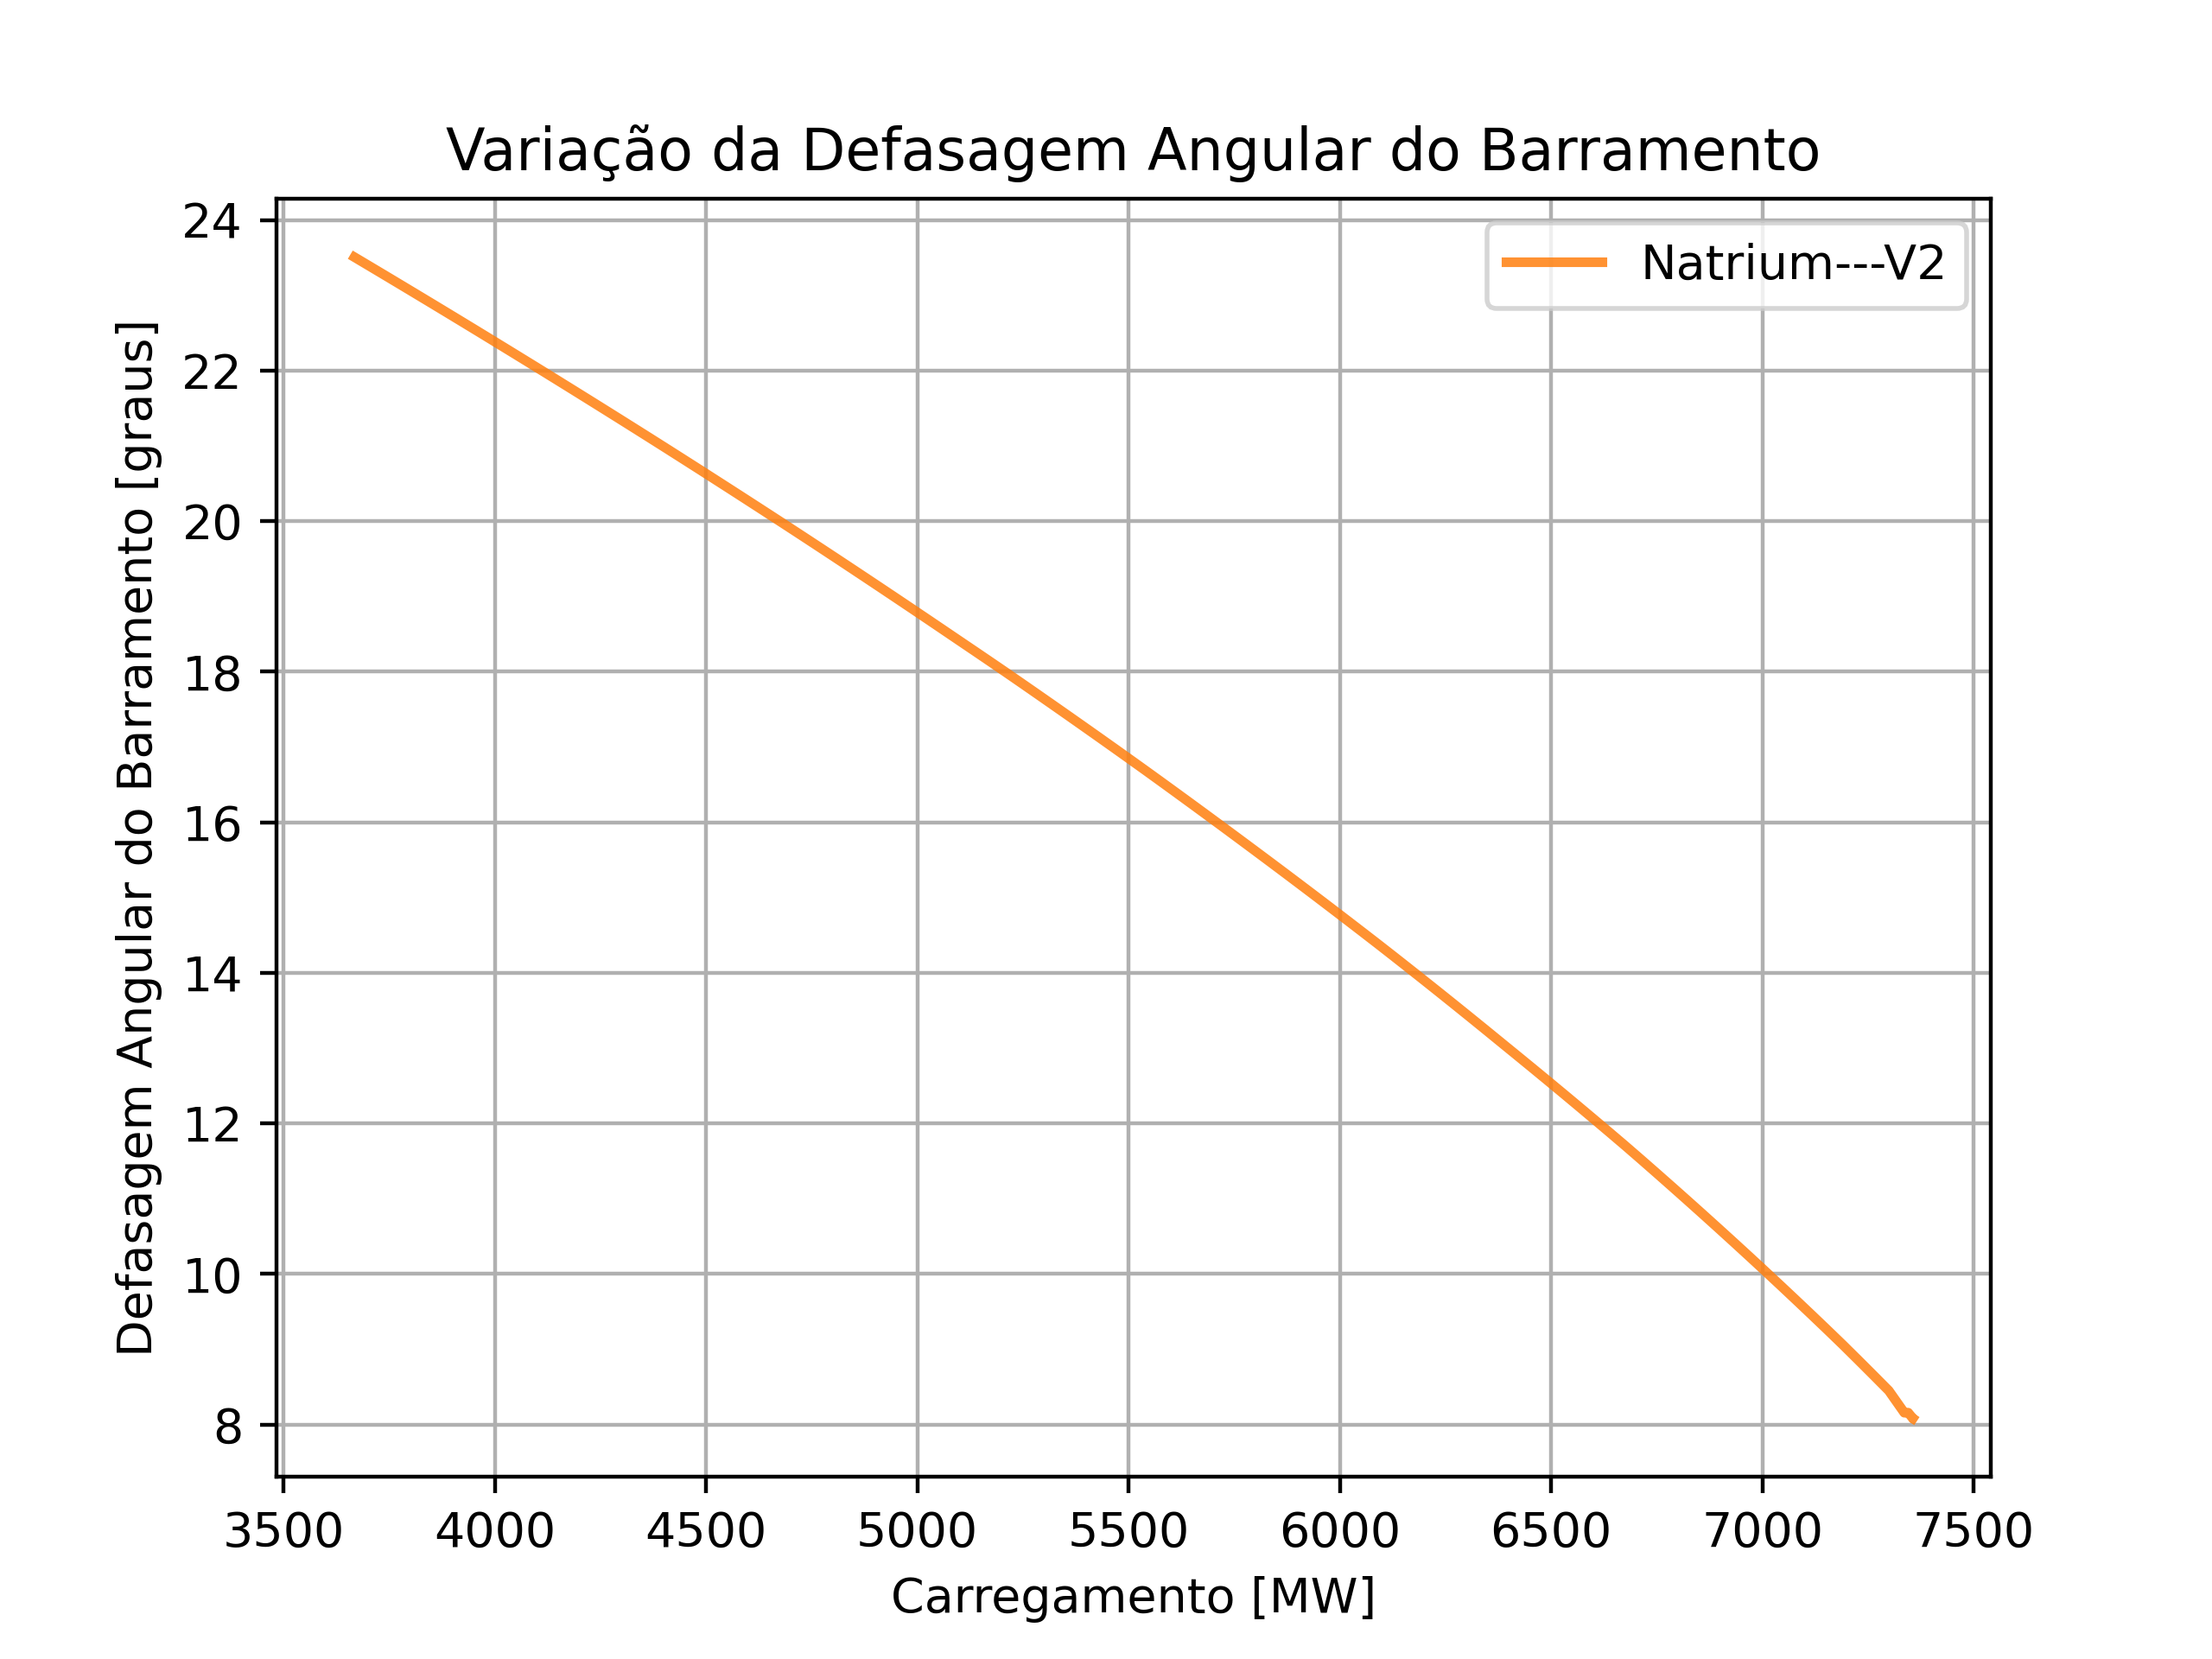 Variação da Defasagem Angular do Barramento
Natrium---V2
Defasagem Angular do Barramento [graus]
24
22
20
18
16
14
12
10
8
3500 4000 4500 5000 5500 6000 6500 7000 7500
Carregamento [MW]